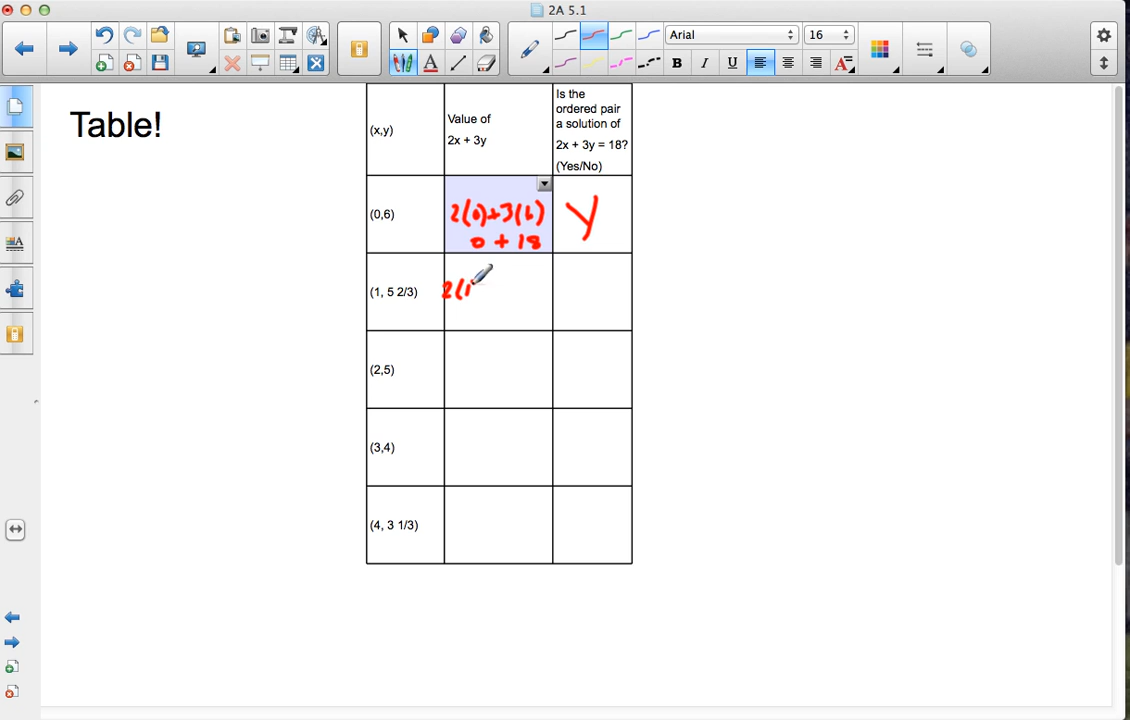 2A 5.1
Arial
16
B I U
Table!
(x,y)
Value of
2x + 3y
Is the
ordered pair
a solution of
2x + 3y = 18?
(Yes/No)
(0,6)
2(0)+3(6)
0 + 18
Y
(1, 5 2/3)
2(1
(2,5)
(3,4)
(4, 3 1/3)